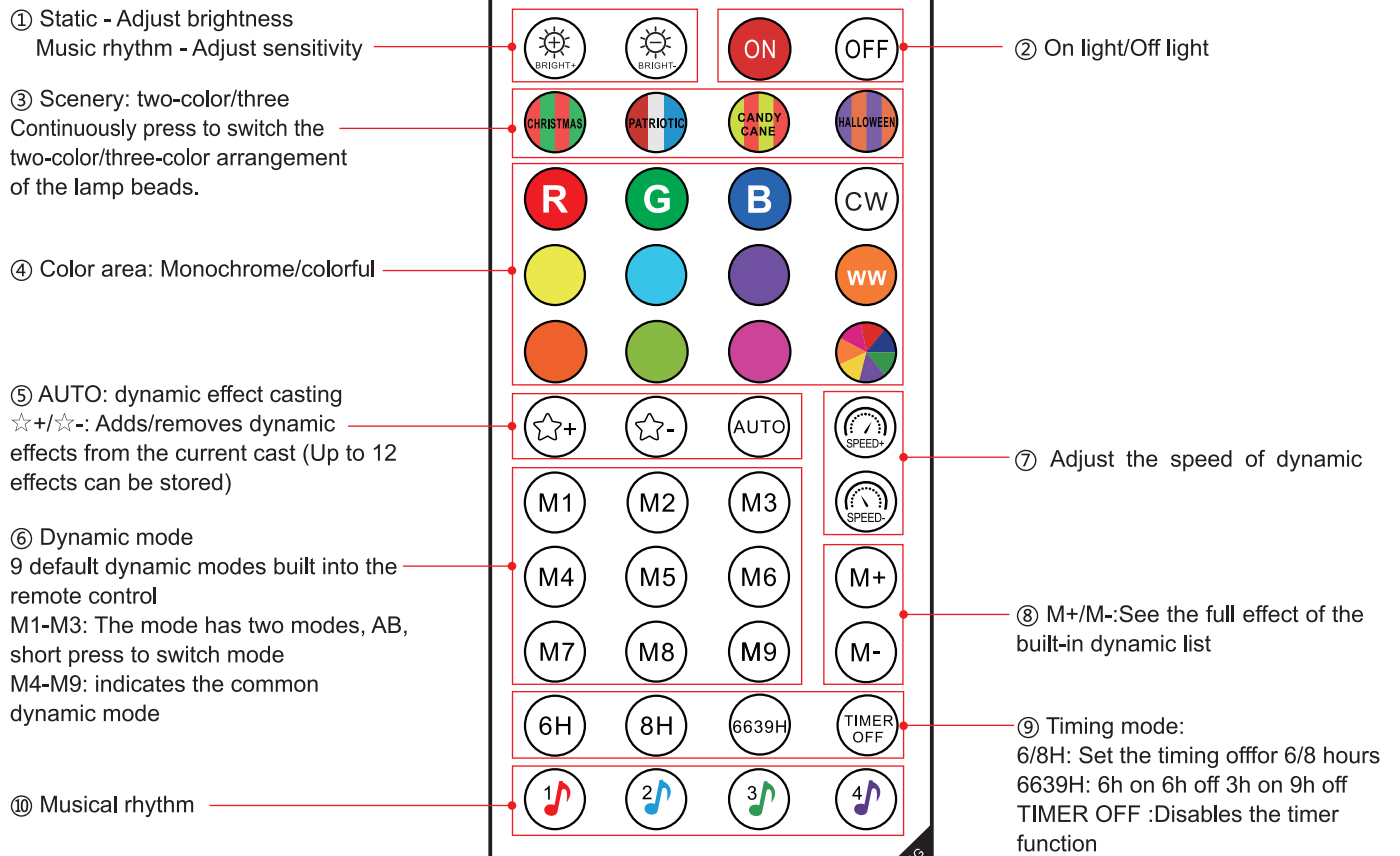 ① Static - Adjust brightness
Music rhythm - Adjust sensitivity
③ Scenery: two-color/three
Continuously press to switch the
two-color/three-color arrangement
of the lamp beads.
④ Color area: Monochrome/colorful
⑤ AUTO: dynamic effect casting
☆+/☆-: Adds/removes dynamic
effects from the current cast (Up to 12
effects can be stored)
⑥ Dynamic mode
9 default dynamic modes built into the
remote control
M1-M3: The mode has two modes, AB,
short press to switch mode
M4-M9: indicates the common
dynamic mode
⑩ Musical rhythm
BRIGHT+ BRIGHT- ON OFF
CHRISTMAS PATRIOTIC CANDY CANE HALLOWEEN
R G B CW
WW
☆+ ☆- AUTO SPEED+
SPEED-
M1 M2 M3
M4 M5 M6 M+
M7 M8 M9 M-
6H 8H 6639H TIMER OFF
1 2 3 4
G
② On light/Off light
⑦ Adjust the speed of dynamic
⑧ M+/M-:See the full effect of the
built-in dynamic list
⑨ Timing mode:
6/8H: Set the timing offfor 6/8 hours
6639H: 6h on 6h off 3h on 9h off
TIMER OFF :Disables the timer
function